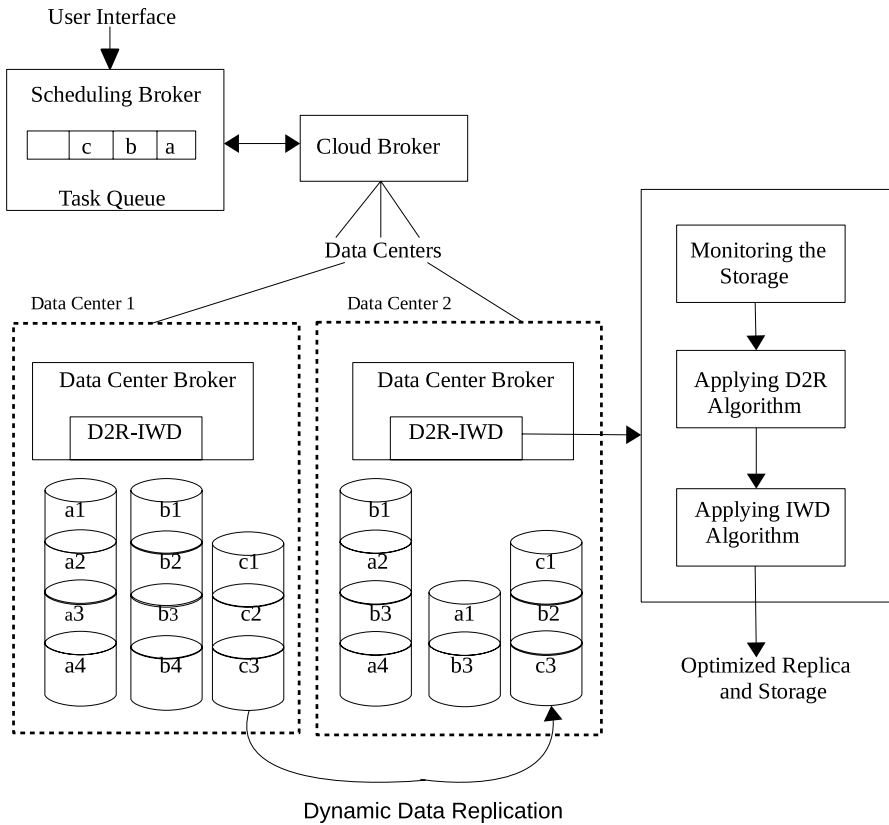 User Interface
Scheduling Broker
c b a
Task Queue
Cloud Broker
Data Centers
Data Center 1
Data Center Broker
D2R-IWD
a1 b1
a2 b2 c1
a3 b3 c2
a4 b4 c3
Data Center 2
Data Center Broker
D2R-IWD
b1
a2 c1
b3 a1 b2
a4 b3 c3
Dynamic Data Replication
Monitoring the
Storage
Applying D2R
Algorithm
Applying IWD
Algorithm
Optimized Replica
and Storage